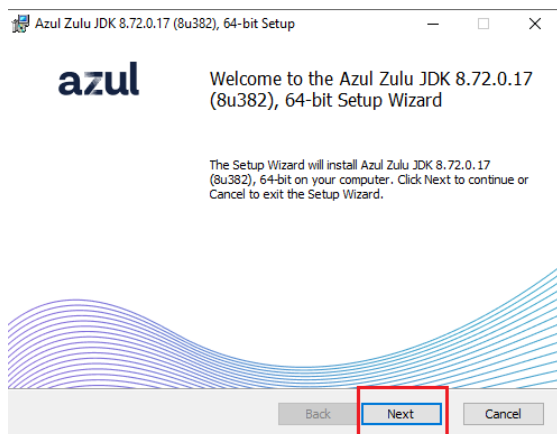 Azul Zulu JDK 8.72.0.17 (8u382), 64-bit Setup
azul
Welcome to the Azul Zulu JDK 8.72.0.17
(8u382), 64-bit Setup Wizard
The Setup Wizard will install Azul Zulu JDK 8.72.0.17
(8u382), 64-bit on your computer. Click Next to continue or
Cancel to exit the Setup Wizard.
Back Next Cancel